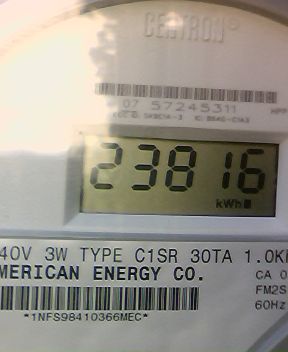 CENTRON®
07 57245311
23816
kWh
40V 3W TYPE C1SR 30TA 1.0K
MERICAN ENERGY CO.
CA 0
FM2S
60Hz
*1NFS98410366MEC*